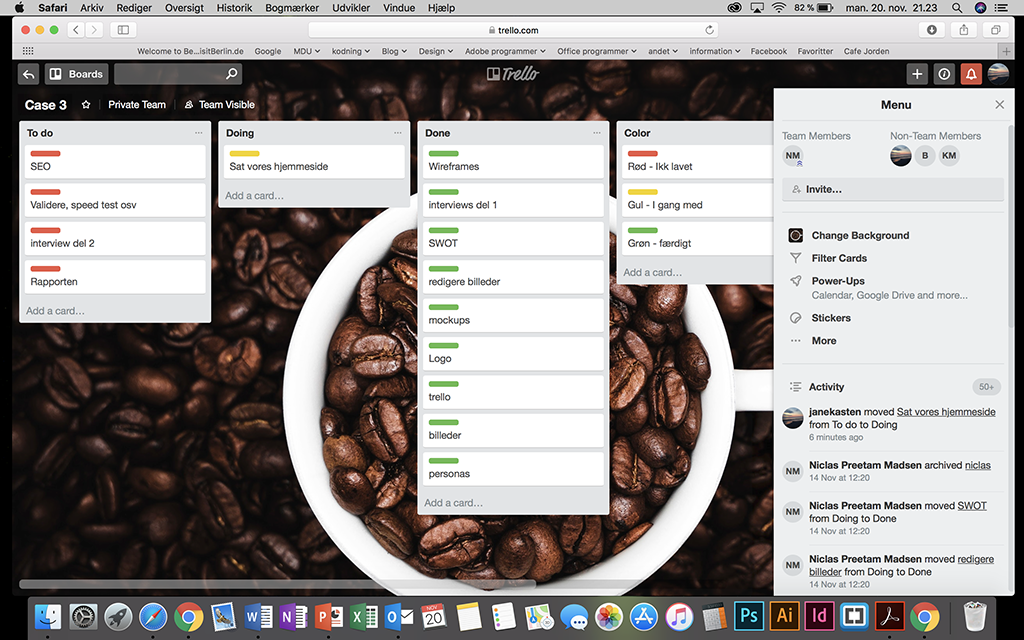 Safari Arkiv Rediger Oversigt Historik Bogmærker Udvikler Vindue Hjælp 82 % man. 20. nov. 21.23
trello.com
Welcome to Be...isitBerlin.de Google MDU kodning Blog Design Adobe programmer Office programmer andet information Facebook Favoritter Cafe Jorden
Boards Trello
Case 3 Private Team Team Visible
To do
SEO
Validere, speed test osv
interview del 2
Rapporten
Add a card...
Doing
Sat vores hjemmeside
Add a card...
Done
Wireframes
interviews del 1
SWOT
redigere billeder
mockups
Logo
trello
billeder
personas
Add a card...
Color
Rød - Ikk lavet
Gul - I gang med
Grøn - færdigt
Add a card...
Menu
Team Members Non-Team Members
NM B KM
Invite...
Change Background
Filter Cards
Power-Ups
Calendar, Google Drive and more...
Stickers
More
Activity 50+
janekasten moved Sat vores hjemmeside
from To do to Doing
6 minutes ago
NM Niclas Preetam Madsen archived niclas
14 Nov at 12:20
NM Niclas Preetam Madsen moved SWOT
from Doing to Done
14 Nov at 12:20
NM Niclas Preetam Madsen moved redigere
billeder from Doing to Done
14 Nov at 12:20
NOV
20
W N P X O Ps Ai Id